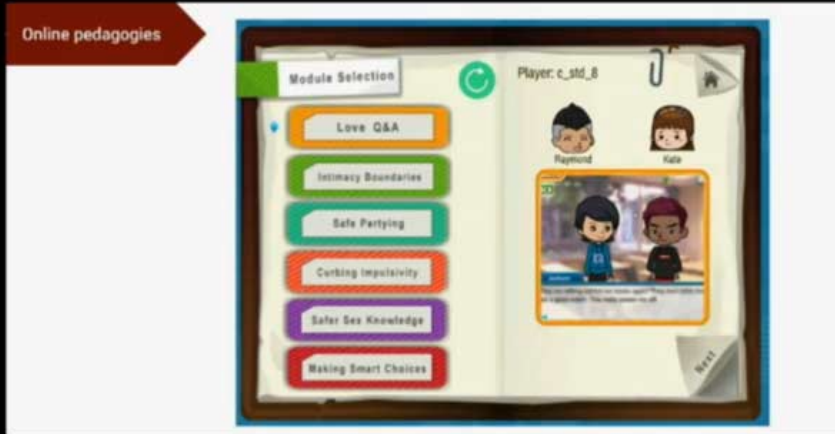 Online pedagogies
Module Selection
Player: c_std_8
Love Q&A
Intimacy Boundaries
Safe Partying
Curbing Impulsivity
Safer Sex Knowledge
Making Smart Choices
Raymond
Kate
Next